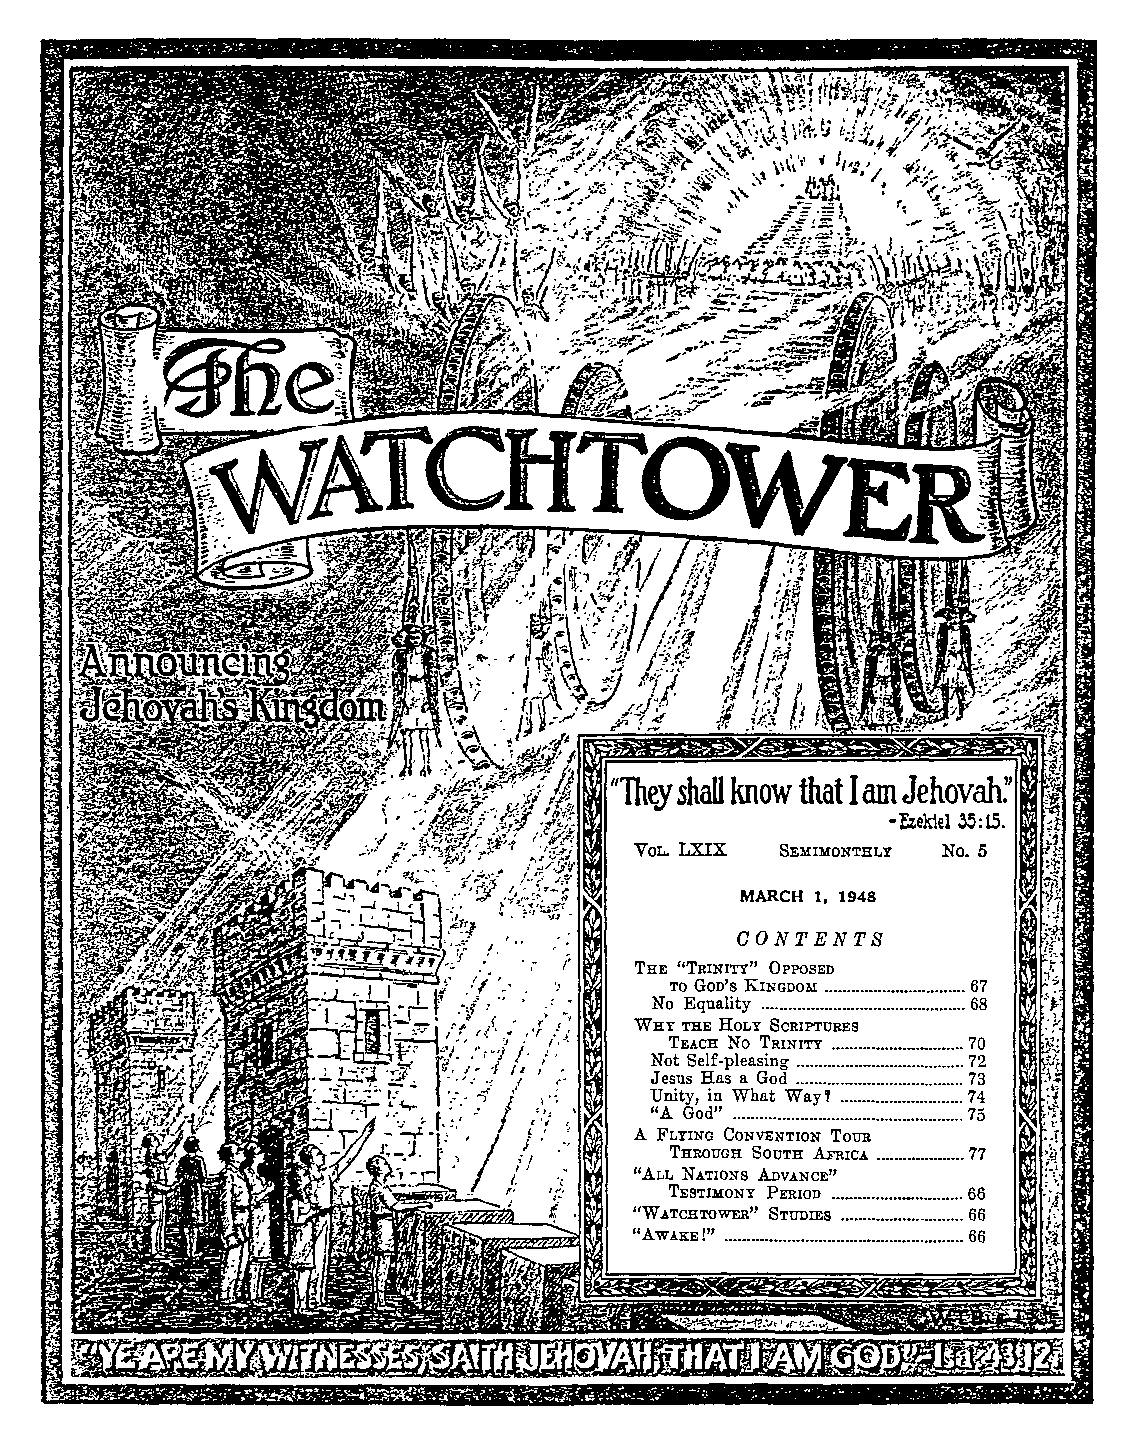 The
WATCHTOWER
Announcing
Jehovah's Kingdom
"They shall know that I am Jehovah."
-Ezekiel 35:15.
VOL. LXIX SEMIMONTHLY NO. 5
MARCH 1, 1948
CONTENTS
THE "TRINITY" OPPOSED
TO GOD'S KINGDOM ............................ 67
No Equality ............................ 68
WHY THE HOLY SCRIPTURES
TEACH NO TRINITY ............................ 70
Not Self-pleasing ............................ 72
Jesus Has a God ............................ 73
Unity, in What Way? ............................ 74
"A God" ............................ 75
A FLYING CONVENTION TOUR
THROUGH SOUTH AFRICA ............................ 77
"ALL NATIONS ADVANCE"
TESTIMONY PERIOD ............................ 66
"WATCHTOWER" STUDIES ............................ 66
"AWAKE!" ............................ 66
"YE ARE MY WITNESSES, SAITH JEHOVAH, THAT I AM GOD."-Isa. 43:12.